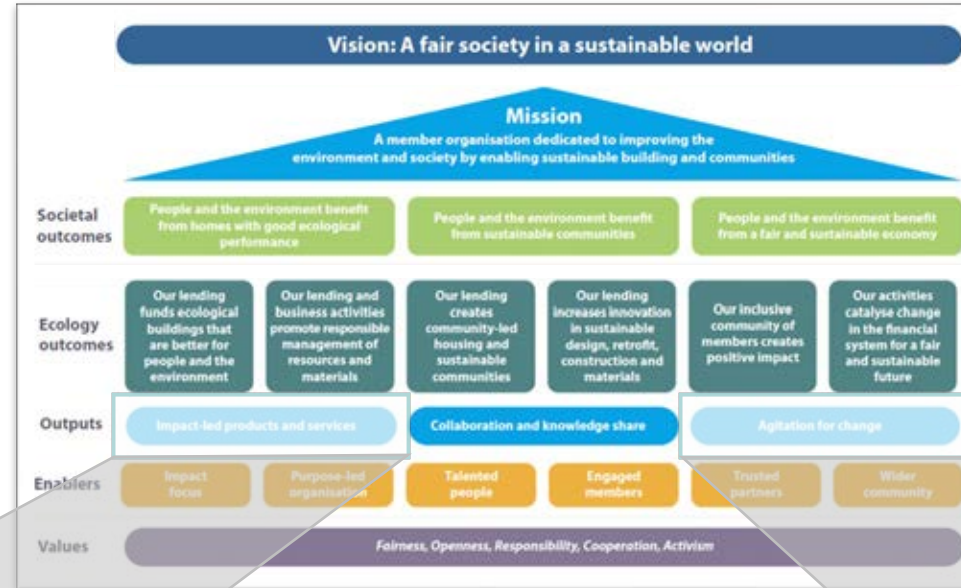 Vision: A fair society in a sustainable world
Mission
A member organisation dedicated to improving the
environment and society by enabling sustainable building and communities
Societal
outcomes
People and the environment benefit
from homes with good ecological
performance
People and the environment benefit
from sustainable communities
People and the environment benefit
from a fair and sustainable economy
Ecology
outcomes
Our lending
funds ecological
buildings that
are better for
people and the
environment
Our lending and
business activities
promote responsible
management of
resources and
materials
Our lending
creates
community-led
housing and
sustainable
communities
Our lending
increases innovation
in sustainable
design, retrofit,
construction and
materials
Our inclusive
community of
members creates
positive impact
Our activities
catalyse change
in the financial
system for a fair
and sustainable
future
Outputs
Impact-led products and services
Collaboration and knowledge share
Agitation for change
Enablers
Impact
focus
Purpose-led
organisation
Talented
people
Engaged
members
Trusted
partners
Wider
community
Values
Fairness, Openness, Responsibility, Cooperation, Activism